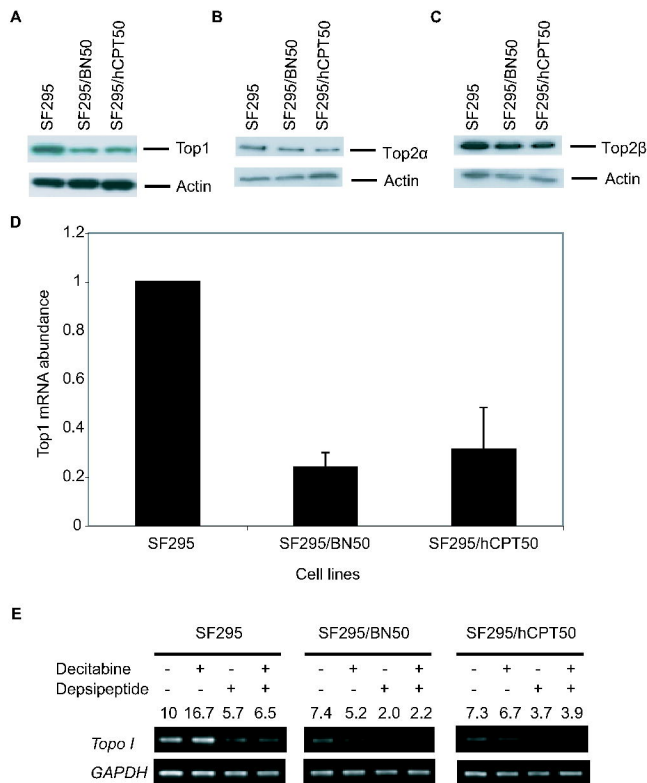 A
SF295
SF295/BN50
SF295/hCPT50
Top1
Actin
B
SF295
SF295/BN50
SF295/hCPT50
Top2α
Actin
C
SF295
SF295/BN50
SF295/hCPT50
Top2β
Actin
D
Top1 mRNA abundance
1.2
1
0.8
0.6
0.4
0.2
0
SF295 SF295/BN50 SF295/hCPT50
Cell lines
E
SF295 SF295/BN50 SF295/hCPT50
Decitabine - + - + - + - + - + - +
Depsipeptide - - + + - - + + - - + +
10 16.7 5.7 6.5 7.4 5.2 2.0 2.2 7.3 6.7 3.7 3.9
Topo I
GAPDH